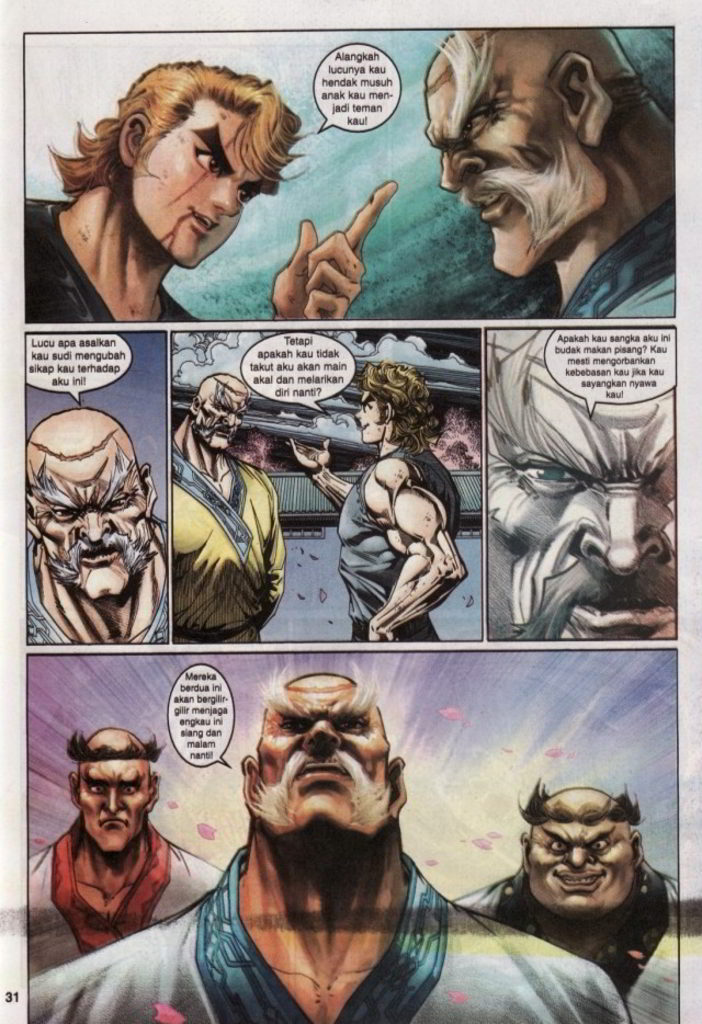 Alangkah
lucunya kau
hendak musuh
anak kau men-
jadi teman
kau!
Lucu apa asalkan
kau sudi mengubah
sikap kau terhadap
aku ini!
Tetapi
apakah kau tidak
takut aku akan main
akal dan melarikan
diri nanti?
Apakah kau sangka aku ini
budak makan pisang? Kau
mesti mengorbankan
kebebasan kau jika kau
sayangkan nyawa
kau!
Mereka
berdua ini
akan bergilir-
gilir menjaga
engkau ini
siang dan
malam
nanti!
31